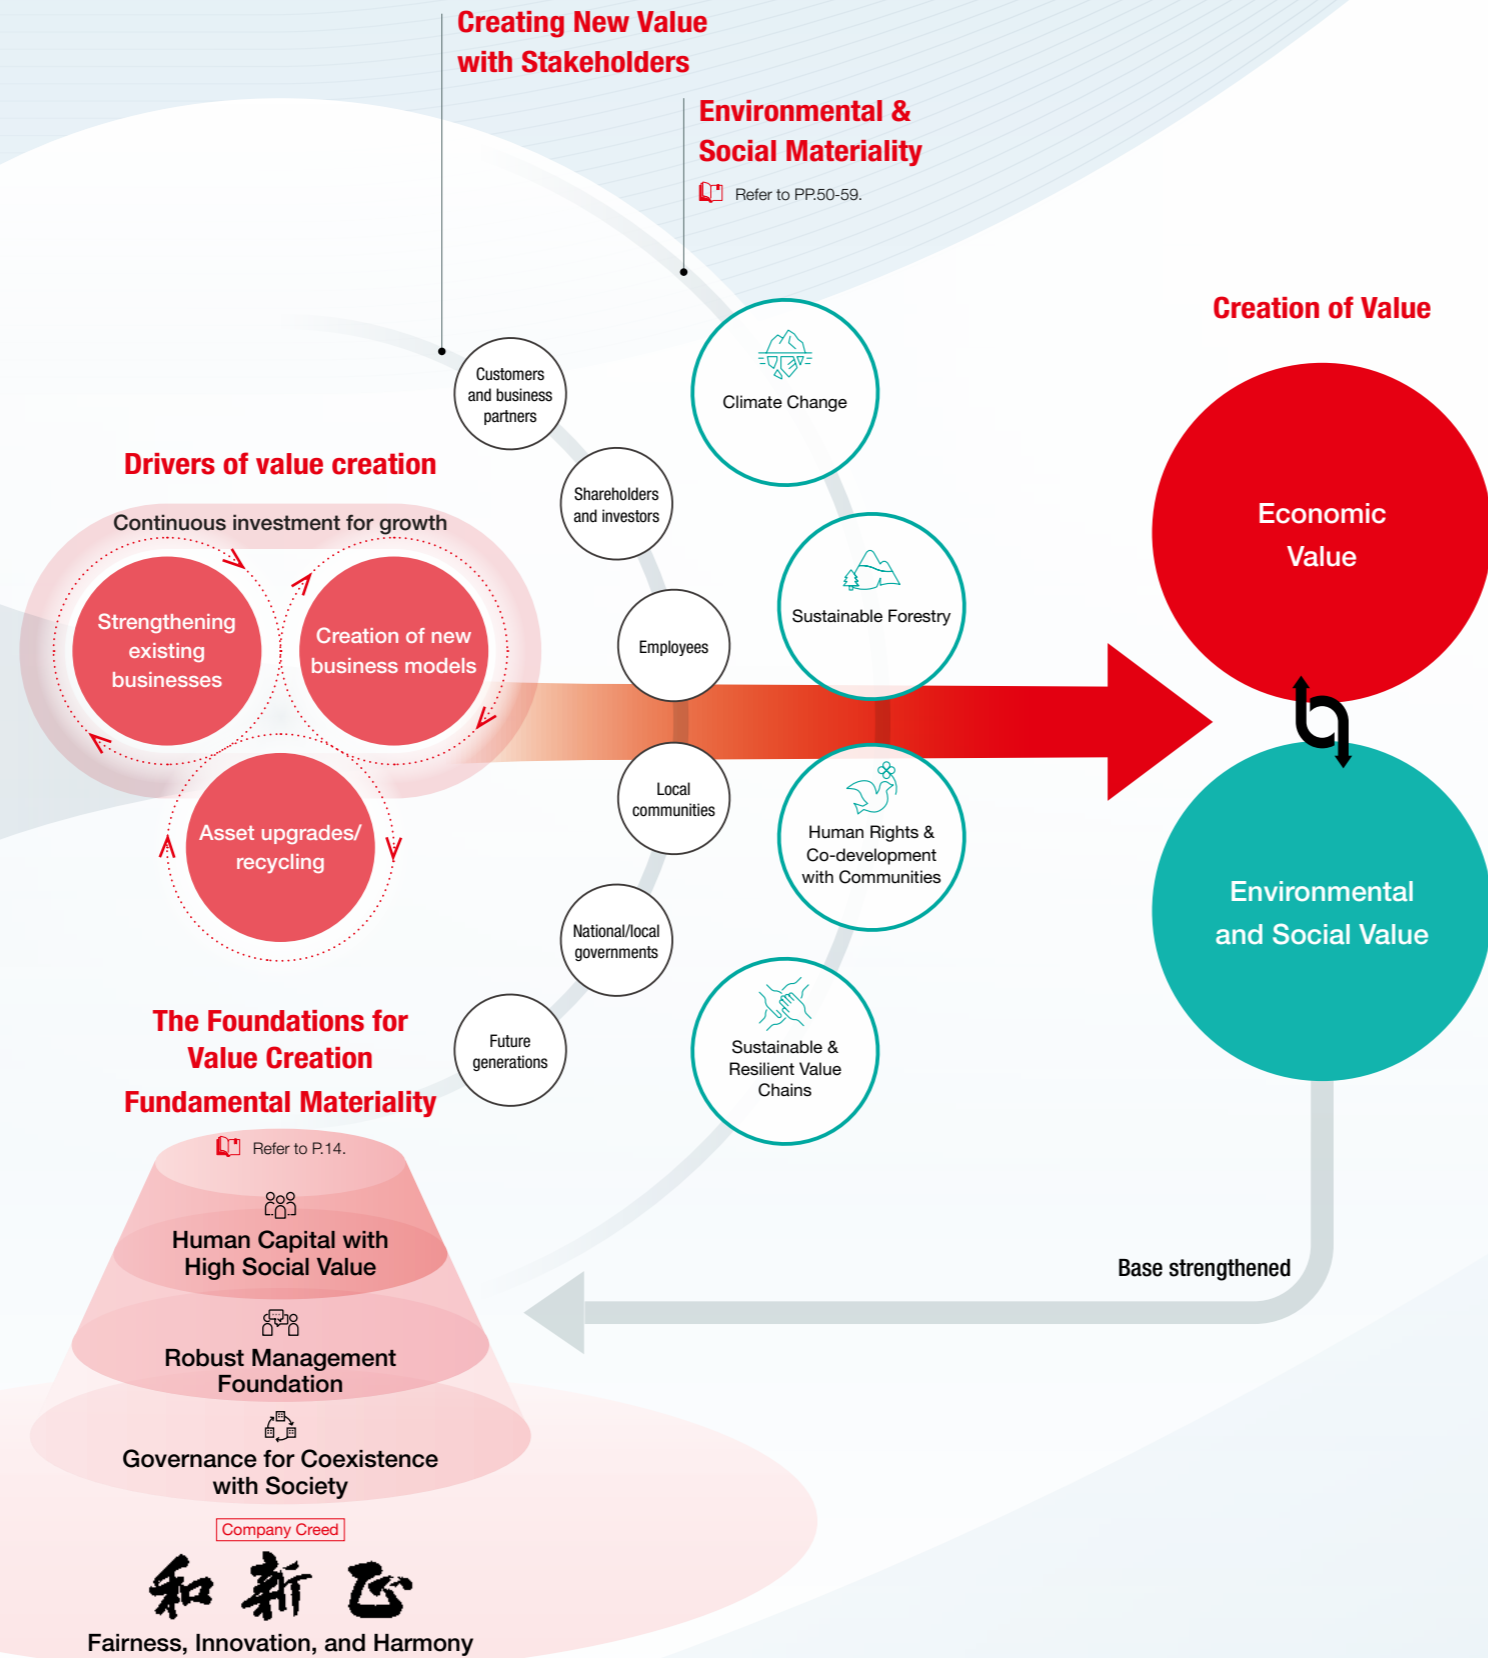 Creating New Value
with Stakeholders
Environmental &
Social Materiality
Refer to PP.50-59.
Creation of Value
Climate Change
Customers
and business
partners
Drivers of value creation
Shareholders
and investors
Continuous investment for growth
Economic
Value
Strengthening
existing
businesses
Creation of new
business models
Employees
Sustainable Forestry
Local
communities
Asset upgrades/
recycling
Human Rights &
Co-development
with Communities
Environmental
and Social Value
National/local
governments
The Foundations for
Value Creation
Fundamental Materiality
Future
generations
Sustainable &
Resilient Value
Chains
Refer to P.14.
Human Capital with
High Social Value
Base strengthened
Robust Management
Foundation
Governance for Coexistence
with Society
Company Creed
和新正
Fairness, Innovation, and Harmony